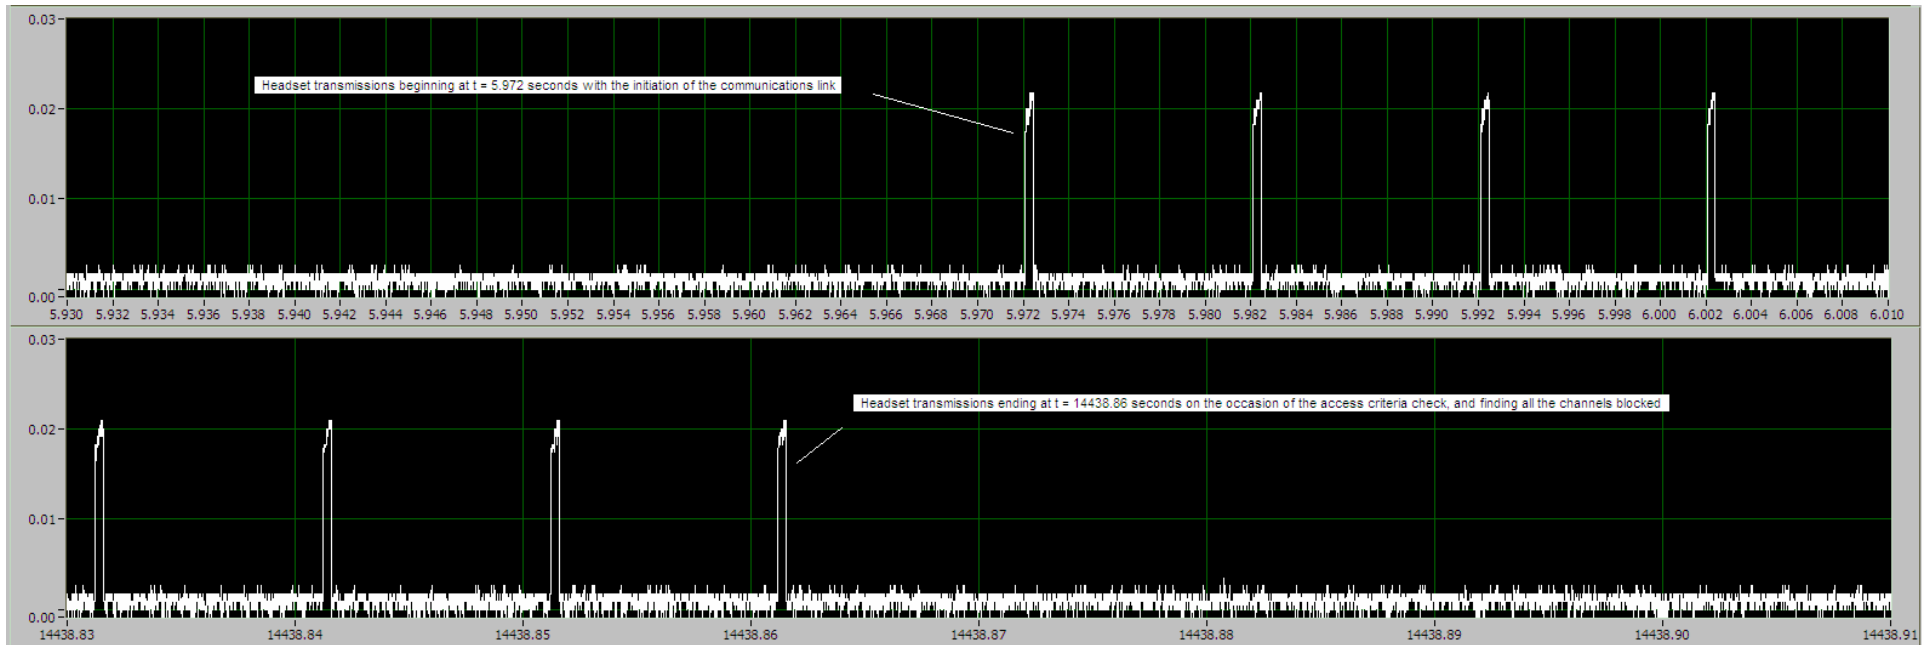 0.03
Headset transmissions beginning at t = 5.972 seconds with the initiation of the communications link
0.02
0.01
0.00
5.930 5.932 5.934 5.936 5.938 5.940 5.942 5.944 5.946 5.948 5.950 5.952 5.954 5.956 5.958 5.960 5.962 5.964 5.966 5.968 5.970 5.972 5.974 5.976 5.978 5.980 5.982 5.984 5.986 5.988 5.990 5.992 5.994 5.996 5.998 6.000 6.002 6.004 6.006 6.008 6.010
0.03
Headset transmissions ending at t = 14438.86 seconds on the occasion of the access criteria check, and finding all the channels blocked
0.02
0.01
0.00
14438.83 14438.84 14438.85 14438.86 14438.87 14438.88 14438.89 14438.90 14438.91